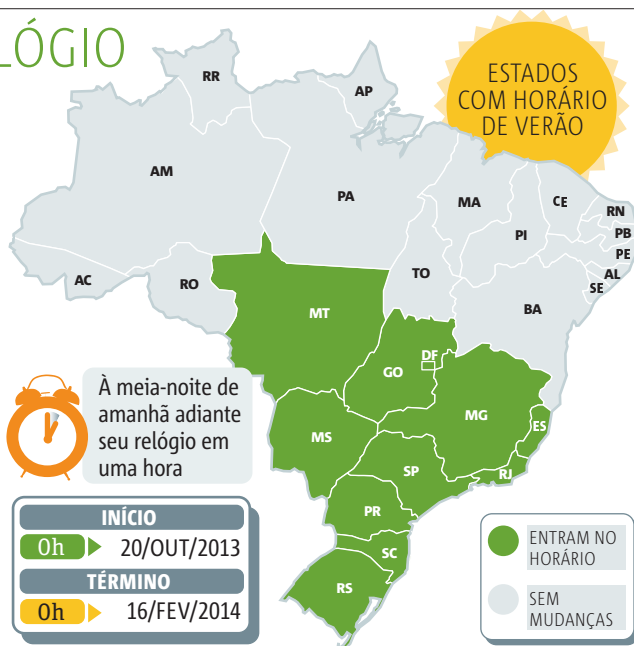 LÓGIO
ESTADOS
COM HORÁRIO
DE VERÃO
RR
AP
AM
PA
MA
CE
RN
PI
PB
PE
AL
SE
AC
RO
TO
BA
MT
DF
GO
MG
ES
MS
SP
RJ
PR
SC
RS
À meia-noite de
amanhã adiante
seu relógio em
uma hora
INÍCIO
0h 20/OUT/2013
TÉRMINO
0h 16/FEV/2014
ENTRAM NO
HORÁRIO
SEM
MUDANÇAS